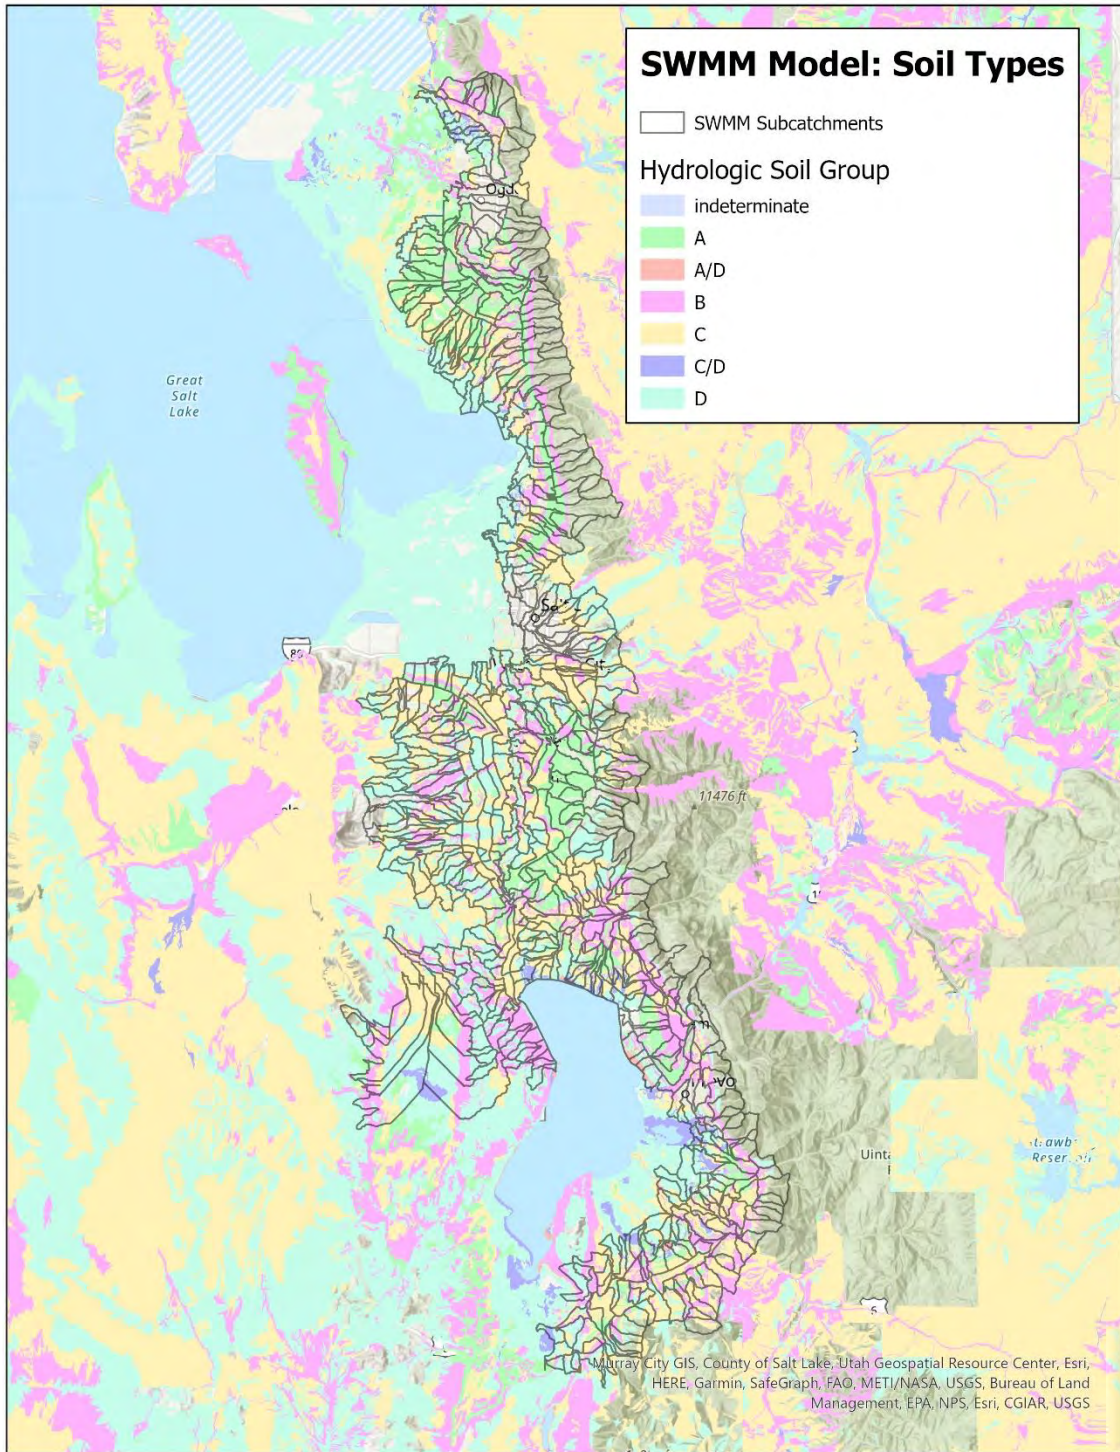 SWMM Model: Soil Types
SWMM Subcatchments
Hydrologic Soil Group
indeterminate
A
A/D
B
C
C/D
D
Great
Salt
Lake
11476 ft
Murray City GIS, County of Salt Lake, Utah Geospatial Resource Center, Esri,
HERE, Garmin, SafeGraph, FAO, METI/NASA, USGS, Bureau of Land
Management, EPA, NPS, Esri, CGIAR, USGS